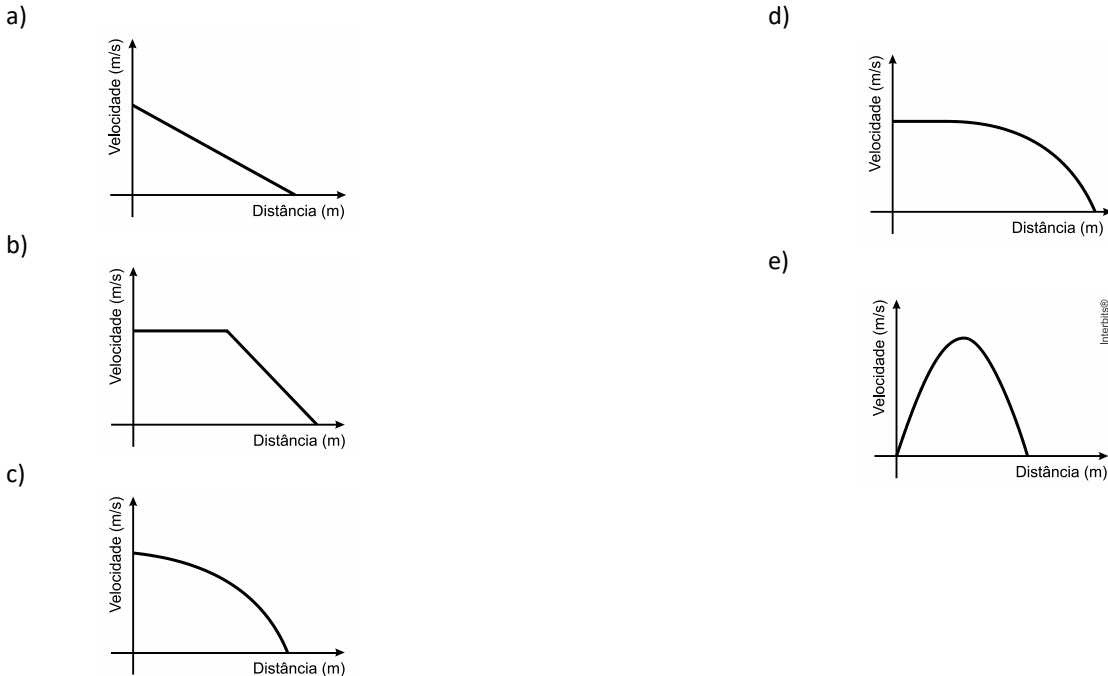 a)
Velocidade (m/s)
Distância (m)
b)
Velocidade (m/s)
Distância (m)
c)
Velocidade (m/s)
Distância (m)
d)
Velocidade (m/s)
Distância (m)
e)
Velocidade (m/s)
Distância (m)
Interbits®